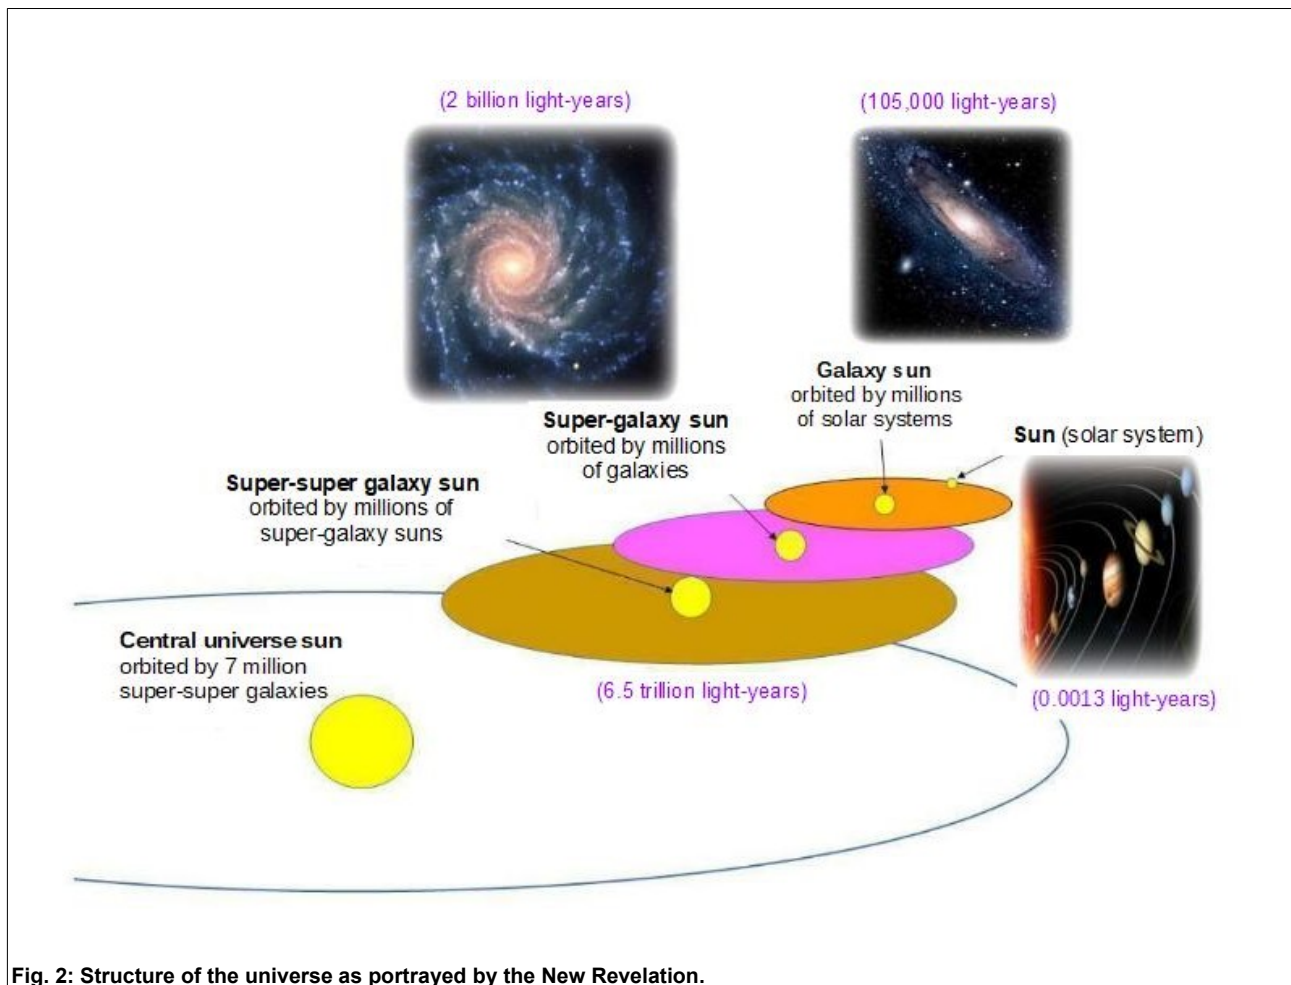 (2 billion light-years)
(105,000 light-years)
Galaxy sun
orbited by millions
of solar systems
Super-galaxy sun
orbited by millions
of galaxies
Sun (solar system)
Super-super galaxy sun
orbited by millions of
super-galaxy suns
Central universe sun
orbited by 7 million
super-super galaxies
(6.5 trillion light-years)
(0.0013 light-years)
Fig. 2: Structure of the universe as portrayed by the New Revelation.